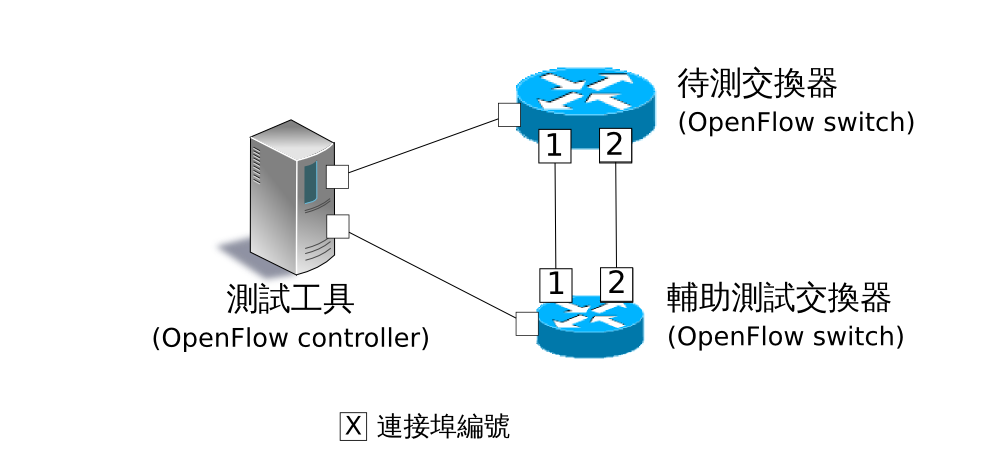 待測交換器
(OpenFlow switch)
1 2
1 2
測試工具
(OpenFlow controller)
輔助測試交換器
(OpenFlow switch)
X 連接埠編號